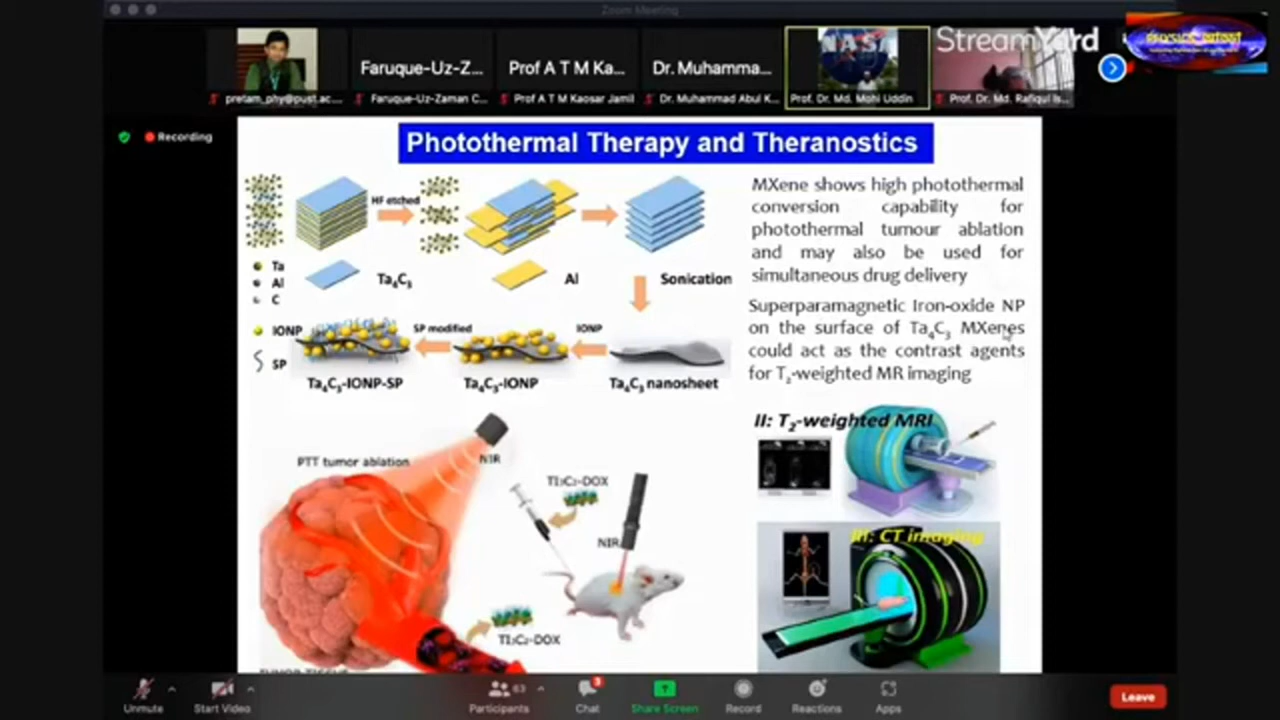 Zoom Meeting
StreamYard
Faruque-Uz-Z...
Prof A T M Ka...
Dr. Muhamma...
NASA
pretam_phy@pust.ac....
Faruque-Uz-Zaman C...
Prof A T M Kaosar Jamil
Dr. Muhammad Abul K...
Prof. Dr. Md. Mohi Uddin
Prof. Dr. Md. Rafiqul Is...
Recording
Photothermal Therapy and Theranostics
HF etched
Ta
Al
C
Ta4C3
Al
Sonication
IONP
SP
SP modified
IONP
Ta4C3-IONP-SP
Ta4C3-IONP
Ta4C3 nanosheet
MXene shows high photothermal
conversion capability for
photothermal tumour ablation
and may also be used for
simultaneous drug delivery
Superparamagnetic Iron-oxide NP
on the surface of Ta4C3 MXenes
could act as the contrast agents
for T2-weighted MR imaging
PTT tumor ablation
NIR
TI3C2-DOX
NIR
TI3C2-DOX
II: T2-weighted MRI
III: CT imaging
Unmute
Start Video
63
Participants
3
Chat
Share Screen
Record
Reactions
Apps
Leave